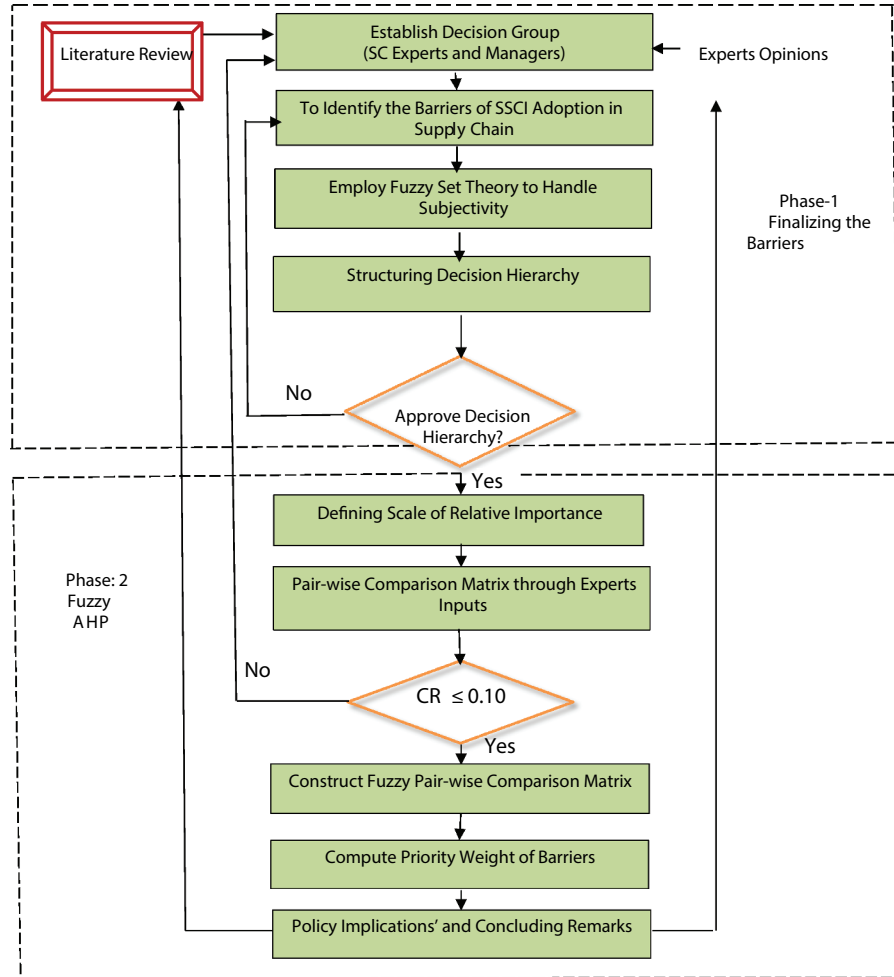 Literature Review
Establish Decision Group
(SC Experts and Managers)
Experts Opinions
To Identify the Barriers of SSCI Adoption in
Supply Chain
Employ Fuzzy Set Theory to Handle
Subjectivity
Phase-1
Finalizing the
Barriers
Structuring Decision Hierarchy
No
Approve Decision
Hierarchy?
Yes
Defining Scale of Relative Importance
Phase: 2
Fuzzy
AHP
Pair-wise Comparison Matrix through Experts
Inputs
No
CR ≤ 0.10
Yes
Construct Fuzzy Pair-wise Comparison Matrix
Compute Priority Weight of Barriers
Policy Implications’ and Concluding Remarks